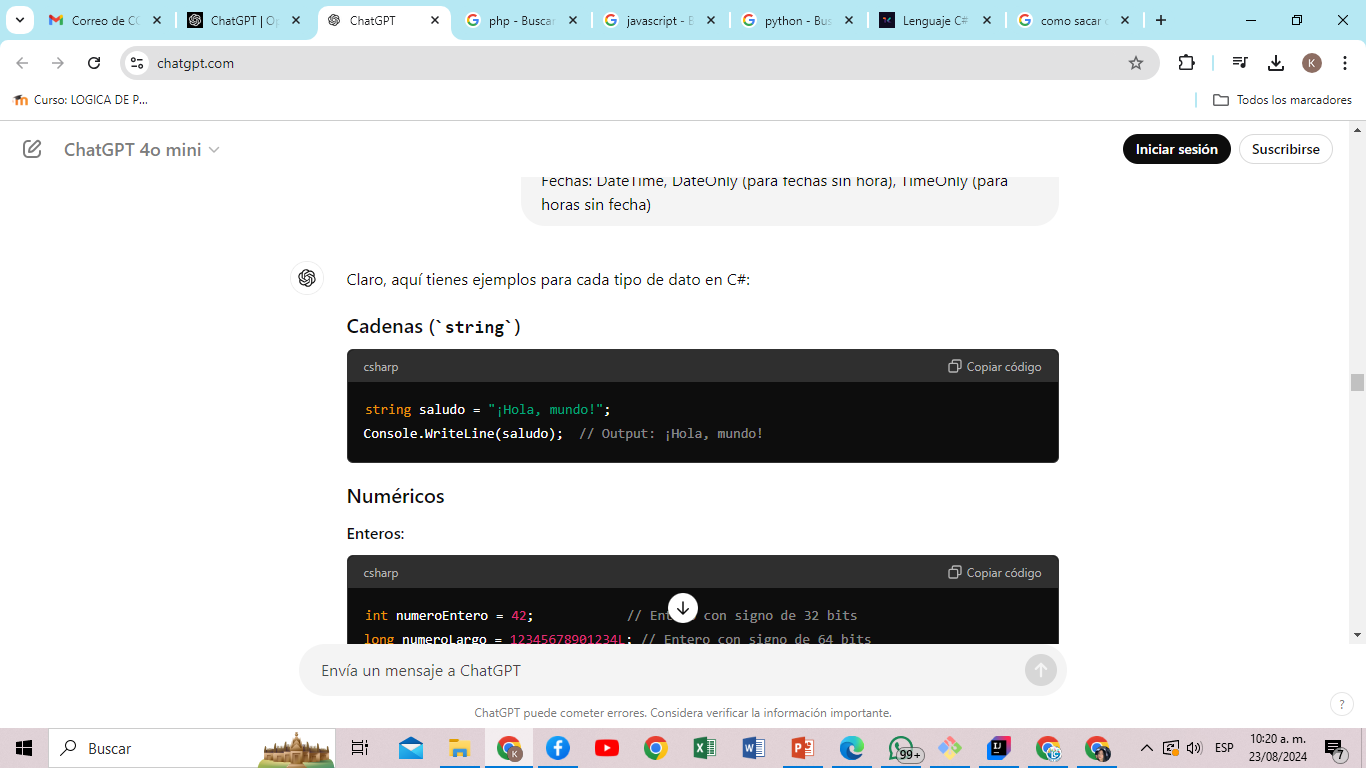 Correo de CC
ChatGPT | Op
ChatGPT
php - Buscar
javascript - B
python - Bus
Lenguaje C#
como sacar c
chatgpt.com
K
Curso: LOGICA DE P...
Todos los marcadores
ChatGPT 4o mini
Iniciar sesión
Suscribirse
Fechas: DateTime, DateOnly (para fechas sin hora), TimeOnly (para
horas sin fecha)
Claro, aquí tienes ejemplos para cada tipo de dato en C#:
Cadenas (`string`)
csharp
Copiar código
string saludo = "¡Hola, mundo!";
Console.WriteLine(saludo);  // Output: ¡Hola, mundo!
Numéricos
Enteros:
csharp
Copiar código
int numeroEntero = 42;            // Ent con signo de 32 bits
long numeroLargo = 12345678901234L; // Entero con signo de 64 bits
Envía un mensaje a ChatGPT
ChatGPT puede cometer errores. Considera verificar la información importante.
?
Buscar
K
99+
ESP
10:20 a. m.
23/08/2024
7